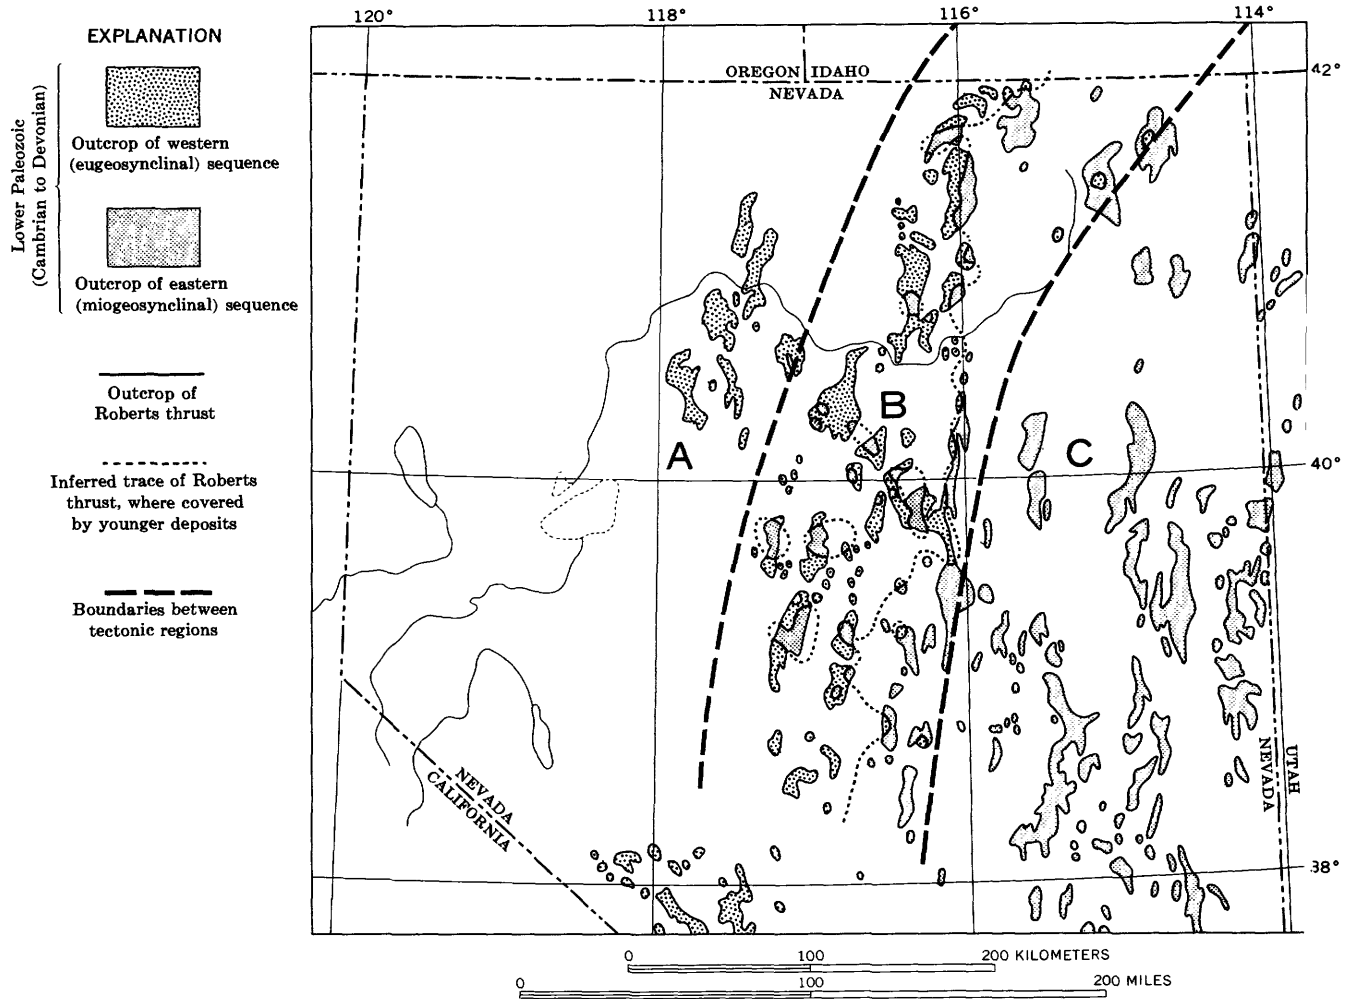 120°
118°
116°
114°
EXPLANATION
Lower Paleozoic
(Cambrian to Devonian)
Outcrop of western
(eugeosynclinal) sequence
Outcrop of eastern
(miogeosynclinal) sequence
Outcrop of
Roberts thrust
Inferred trace of Roberts
thrust, where covered
by younger deposits
Boundaries between
tectonic regions
OREGON IDAHO
NEVADA
42°
A
B
C
40°
NEVADA
CALIFORNIA
UTAH
NEVADA
38°
0 100 200 KILOMETERS
0 100 200 MILES